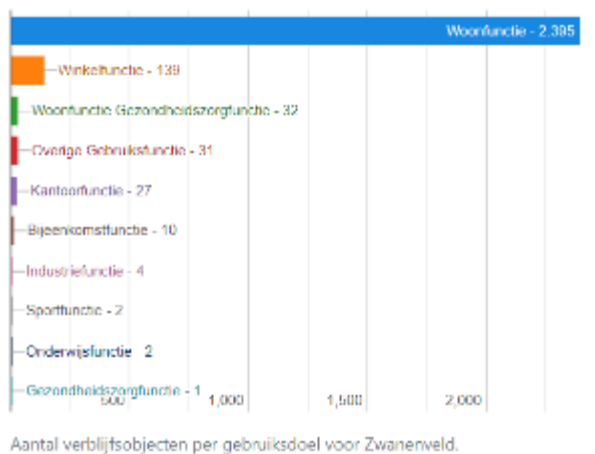 Woonfunctie - 2.395
Winkelfunctie - 139
Woonfunctie Gezondheidszorgfunctie - 32
Overige Gebruiksfunctie - 31
Kantoorfunctie - 27
Bijeenkomstfunctie - 10
Industriefunctie - 4
Sportfunctie - 2
Onderwijsfunctie - 2
Gezondheidszorgfunctie - 1
500 1,000 1,500 2,000
Aantal verblijfsobjecten per gebruiksdoel voor Zwanenveld.